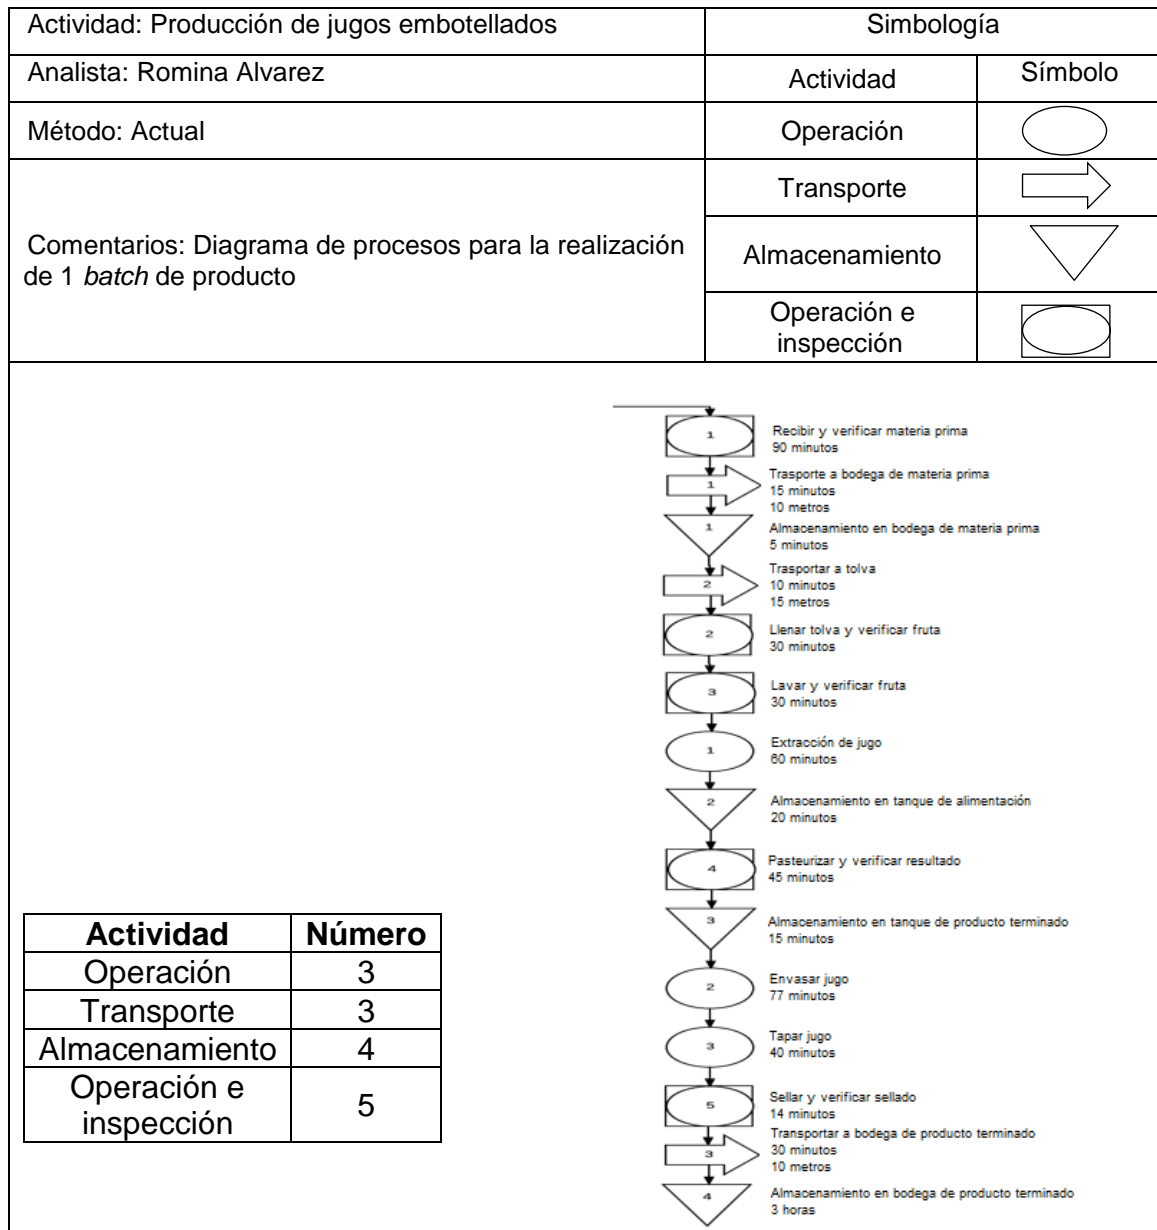 Actividad: Producción de jugos embotellados
Simbología
Analista: Romina Alvarez
Actividad
Símbolo
Método: Actual
Operación
Transporte
Comentarios: Diagrama de procesos para la realización
de 1 batch de producto
Almacenamiento
Operación e
inspección
1
Recibir y verificar materia prima
90 minutos
1
Trasporte a bodega de materia prima
15 minutos
10 metros
1
Almacenamiento en bodega de materia prima
5 minutos
2
Trasportar a tolva
10 minutos
15 metros
2
Llenar tolva y verificar fruta
30 minutos
3
Lavar y verificar fruta
30 minutos
1
Extracción de jugo
60 minutos
2
Almacenamiento en tanque de alimentación
20 minutos
4
Pasteurizar y verificar resultado
45 minutos
3
Almacenamiento en tanque de producto terminado
15 minutos
2
Envasar jugo
77 minutos
3
Tapar jugo
40 minutos
5
Sellar y verificar sellado
14 minutos
3
Transportar a bodega de producto terminado
30 minutos
10 metros
4
Almacenamiento en bodega de producto terminado
3 horas
Actividad Número
Operación 3
Transporte 3
Almacenamiento 4
Operación e
inspección 5